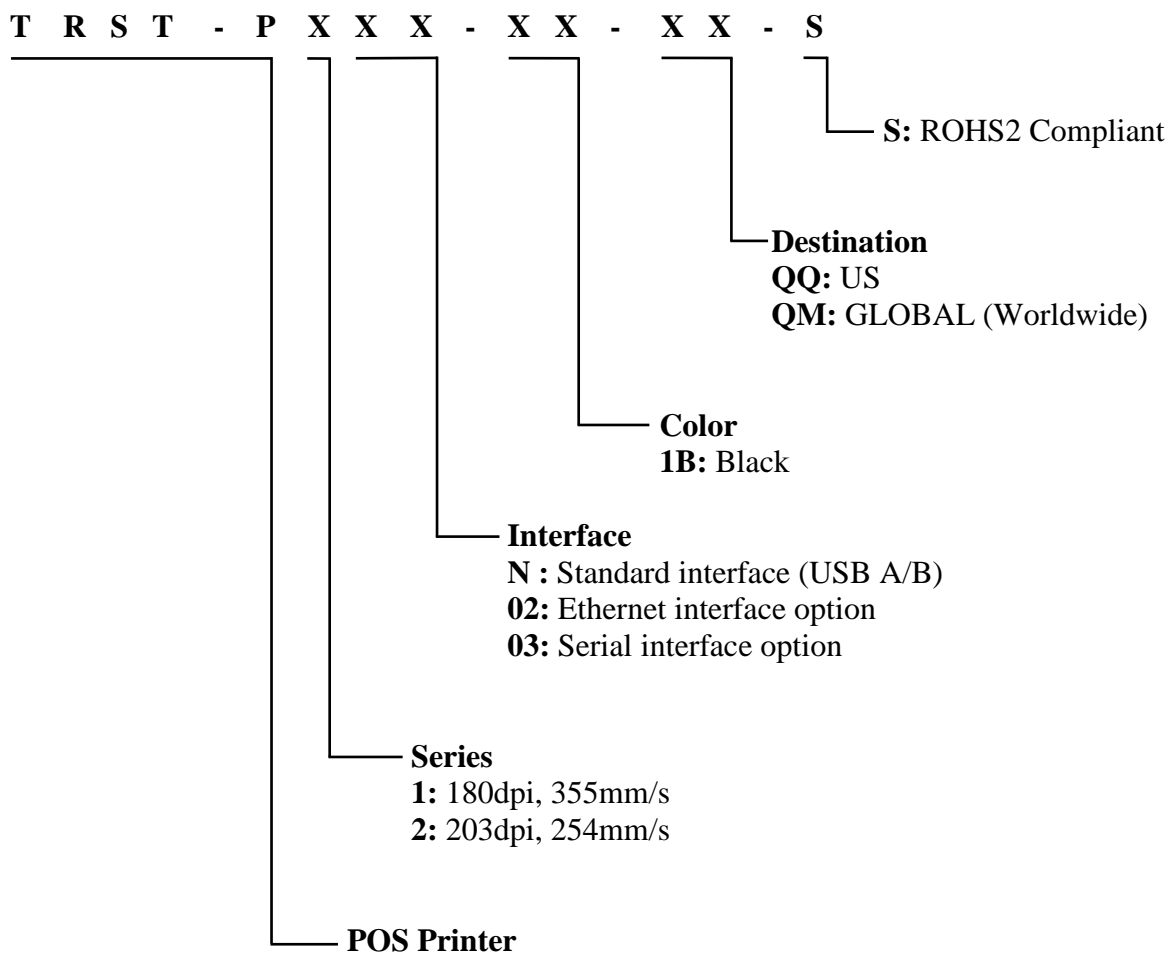 T R S T - P X X X - X X - X X - S
S: ROHS2 Compliant
Destination
QQ: US
QM: GLOBAL (Worldwide)
Color
1B: Black
Interface
N : Standard interface (USB A/B)
02: Ethernet interface option
03: Serial interface option
Series
1: 180dpi, 355mm/s
2: 203dpi, 254mm/s
POS Printer